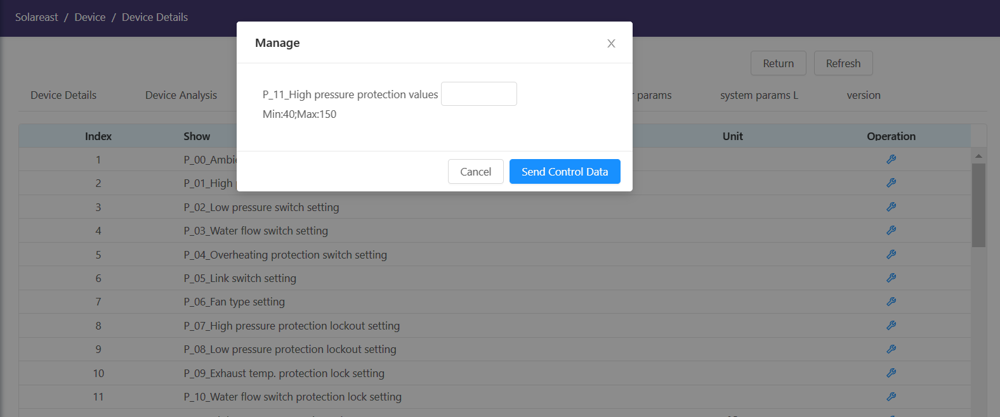 Solareast / Device / Device Details
Manage
X
Return
Refresh
P_11_High pressure protection values
Min:40;Max:150
Device Details
Device Analysis
params
system params L
version
Index
Show
Unit
Operation
Cancel
Send Control Data
1
P_00_Ambie
2
P_01_High
3 P_02_Low pressure switch setting
4 P_03_Water flow switch setting
5 P_04_Overheating protection switch setting
6 P_05_Link switch setting
7 P_06_Fan type setting
8 P_07_High pressure protection lockout setting
9 P_08_Low pressure protection lockout setting
10 P_09_Exhaust temp. protection lock setting
11 P_10_Water flow switch protection lock setting